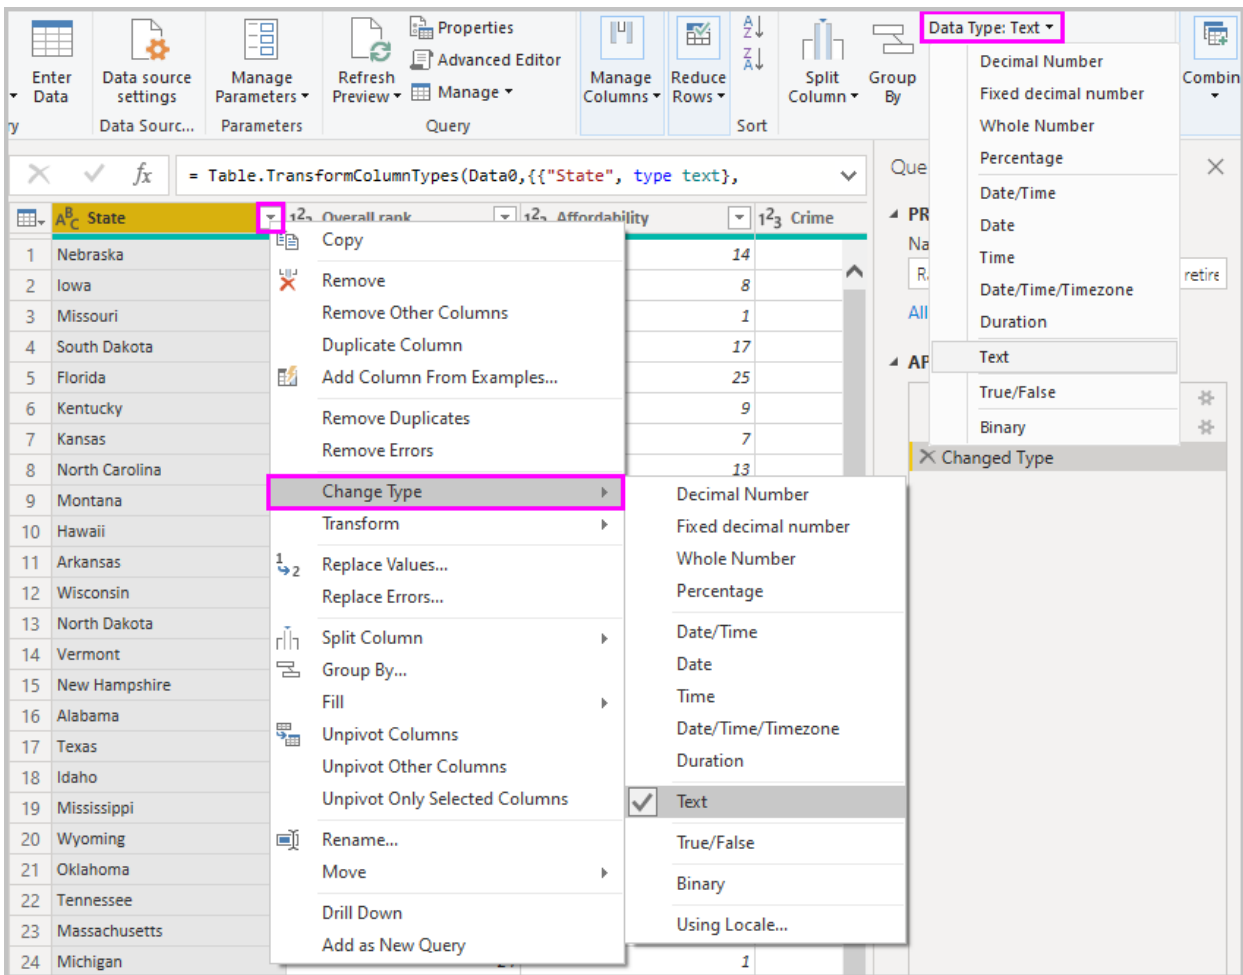 Enter Data
Data source settings
Manage Parameters
Refresh Preview
Properties
Advanced Editor
Manage
Manage Columns
Reduce Rows
Split Column
Group By
Data Type: Text
Combin
ry
Data Sourc...
Parameters
Query
Sort
Decimal Number
Fixed decimal number
Whole Number
Percentage
Date/Time
Date
Time
Date/Time/Timezone
Duration
Text
True/False
Binary
fx = Table.TransformColumnTypes(Data0,{{"State", type text},
Que
PR
Na
R. retire
All
AP
Changed Type
ABC State 123 Overall rank 123 Affordability 123 Crime
1 Nebraska 14
2 Iowa 8
3 Missouri 1
4 South Dakota 17
5 Florida 25
6 Kentucky 9
7 Kansas 7
8 North Carolina 13
9 Montana
10 Hawaii
11 Arkansas
12 Wisconsin
13 North Dakota
14 Vermont
15 New Hampshire
16 Alabama
17 Texas
18 Idaho
19 Mississippi
20 Wyoming
21 Oklahoma
22 Tennessee
23 Massachusetts
24 Michigan 1
Copy
Remove
Remove Other Columns
Duplicate Column
Add Column From Examples...
Remove Duplicates
Remove Errors
Change Type
Transform
Replace Values...
Replace Errors...
Split Column
Group By...
Fill
Unpivot Columns
Unpivot Other Columns
Unpivot Only Selected Columns
Rename...
Move
Drill Down
Add as New Query
Decimal Number
Fixed decimal number
Whole Number
Percentage
Date/Time
Date
Time
Date/Time/Timezone
Duration
Text
True/False
Binary
Using Locale...